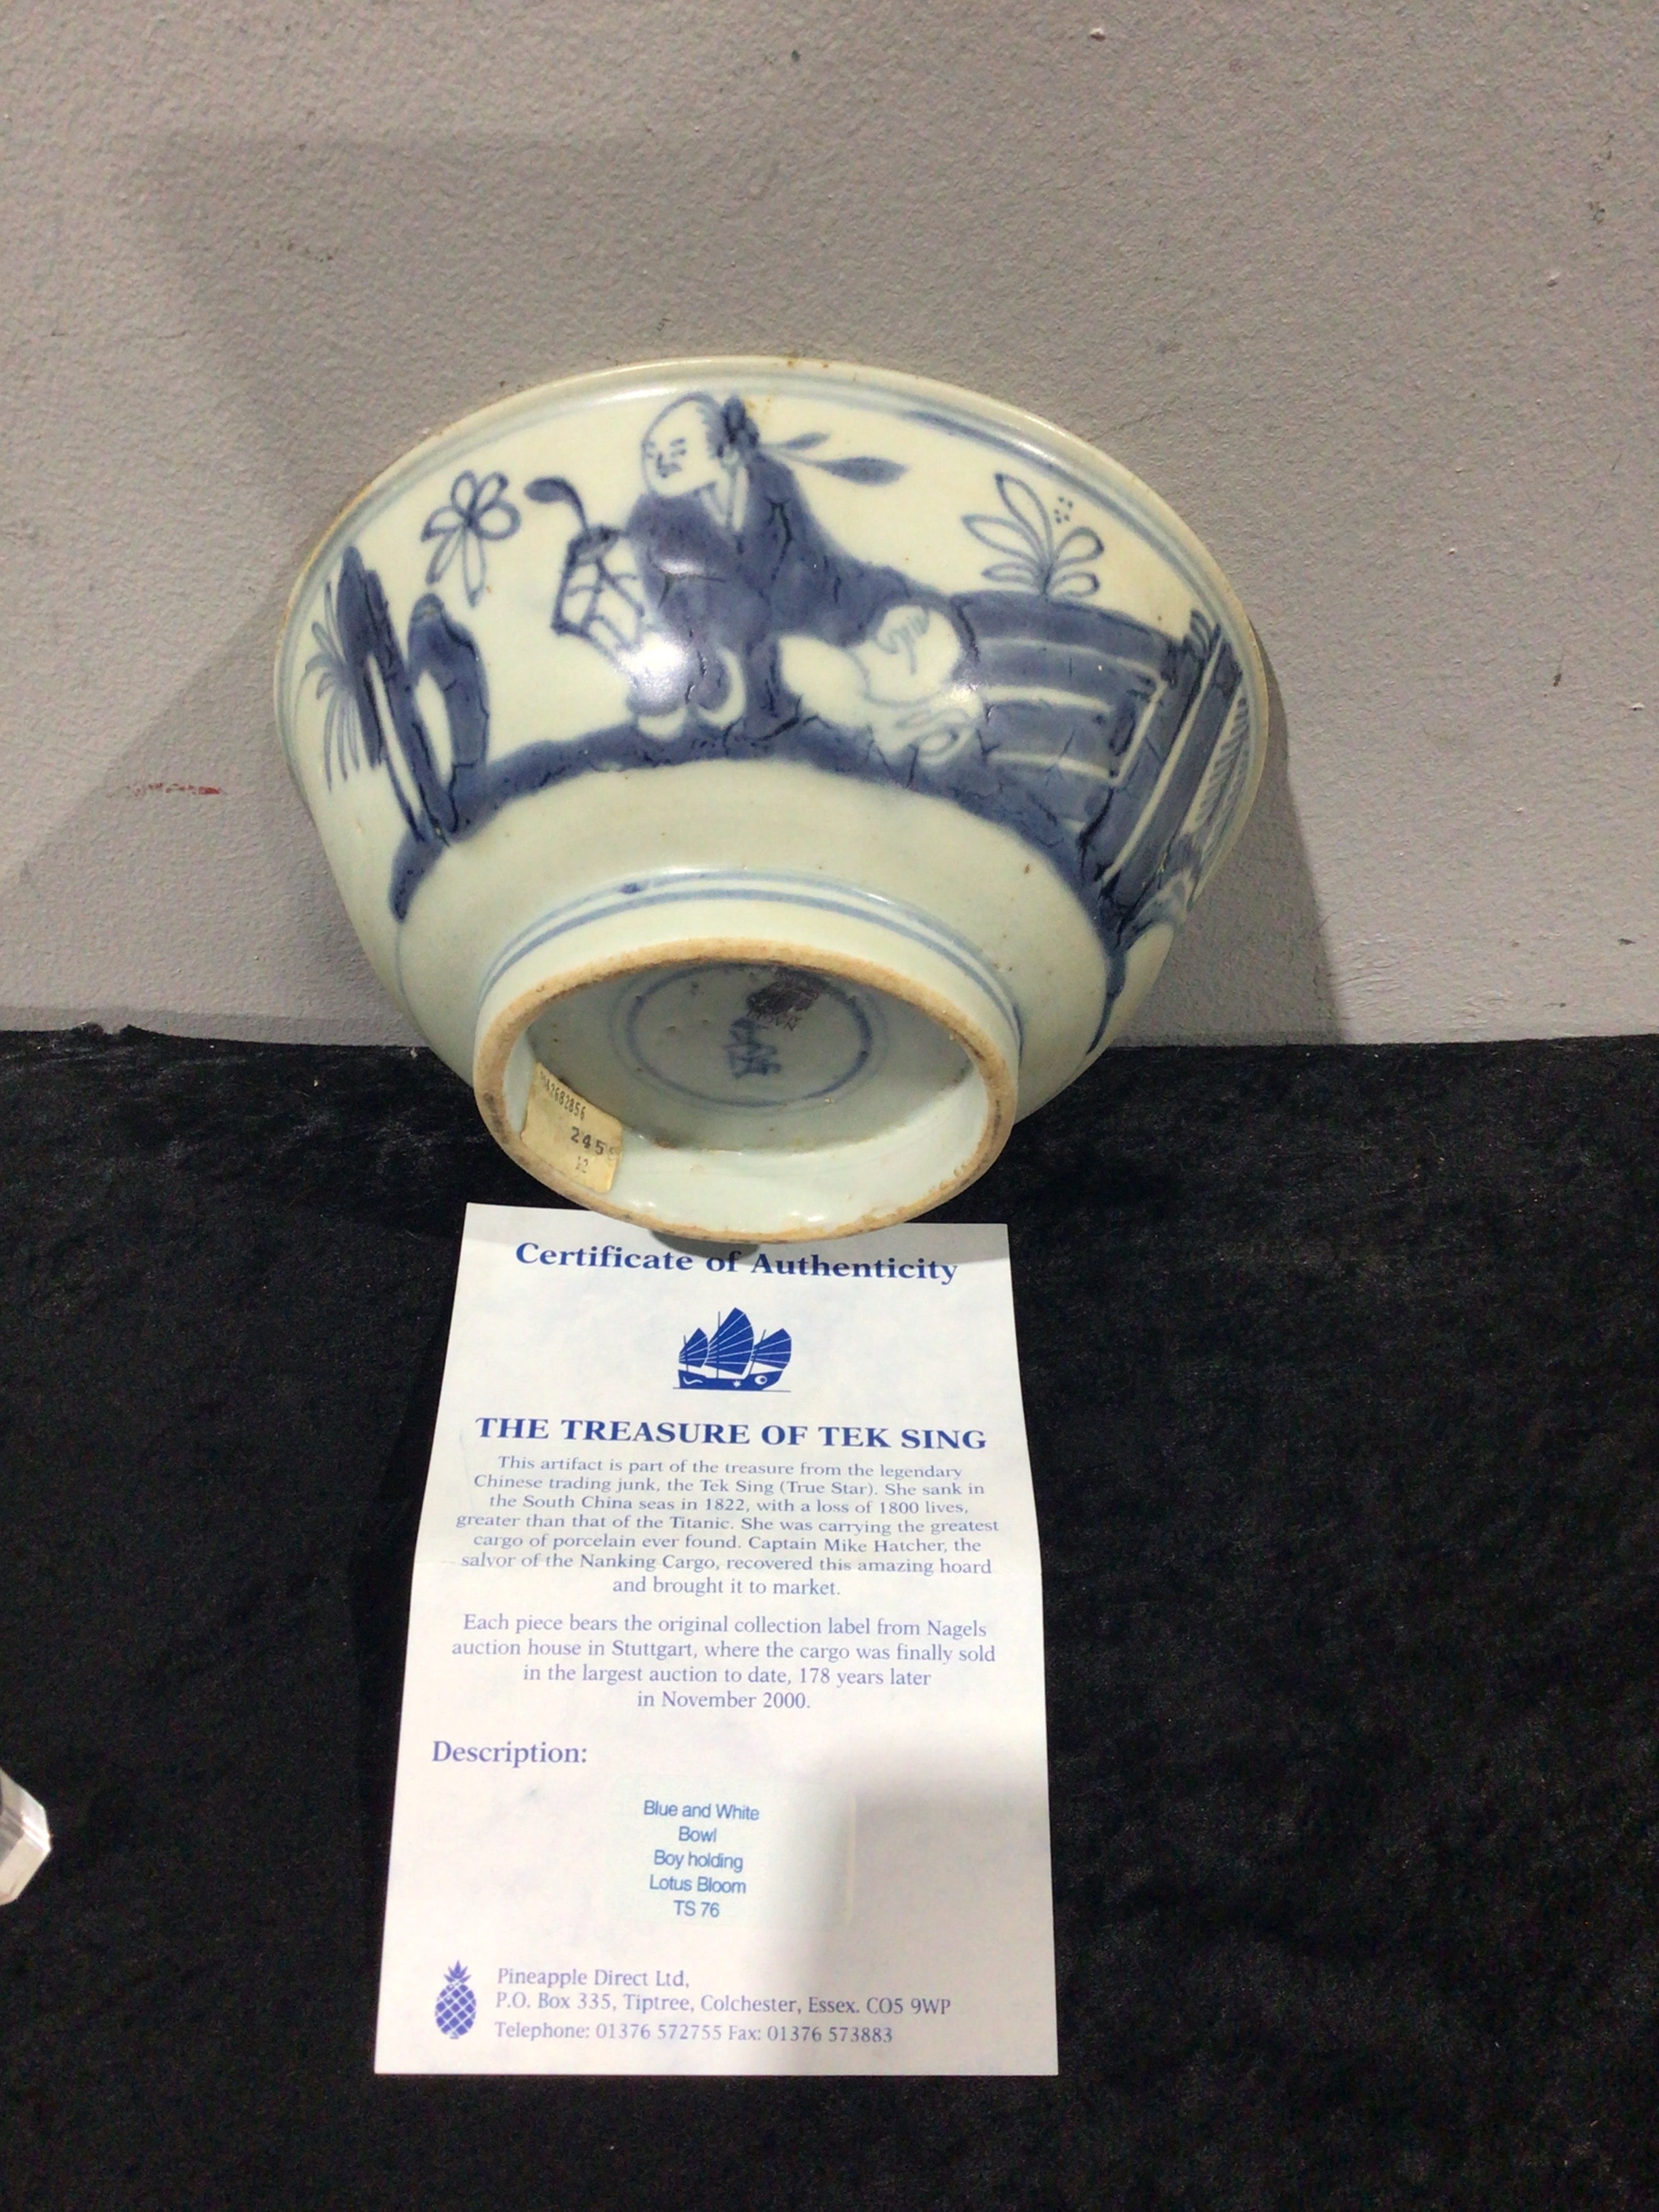 245
12
Certificate of Authenticity
THE TREASURE OF TEK SING
This artifact is part of the treasure from the legendary
Chinese trading junk, the Tek Sing (True Star). She sank in
the South China seas in 1822, with a loss of 1800 lives,
greater than that of the Titanic. She was carrying the greatest
cargo of porcelain ever found. Captain Mike Hatcher, the
salvor of the Nanking Cargo, recovered this amazing hoard
and brought it to market.
Each piece bears the original collection label from Nagels
auction house in Stuttgart, where the cargo was finally sold
in the largest auction to date, 178 years later
in November 2000.
Description:
Blue and White
Bowl
Boy holding
Lotus Bloom
TS 76
Pineapple Direct Ltd,
P.O. Box 335, Tiptree, Colchester, Essex. CO5 9WP
Telephone: 01376 572755 Fax: 01376 573883